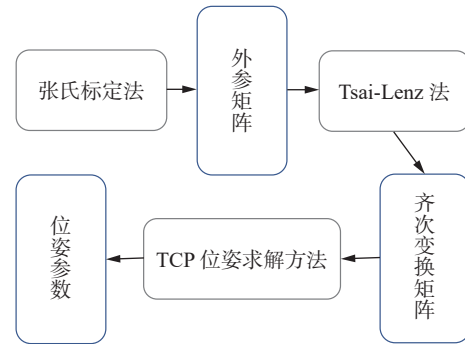 张氏标定法
外参矩阵
Tsai-Lenz 法
齐次变换矩阵
TCP 位姿求解方法
位姿参数